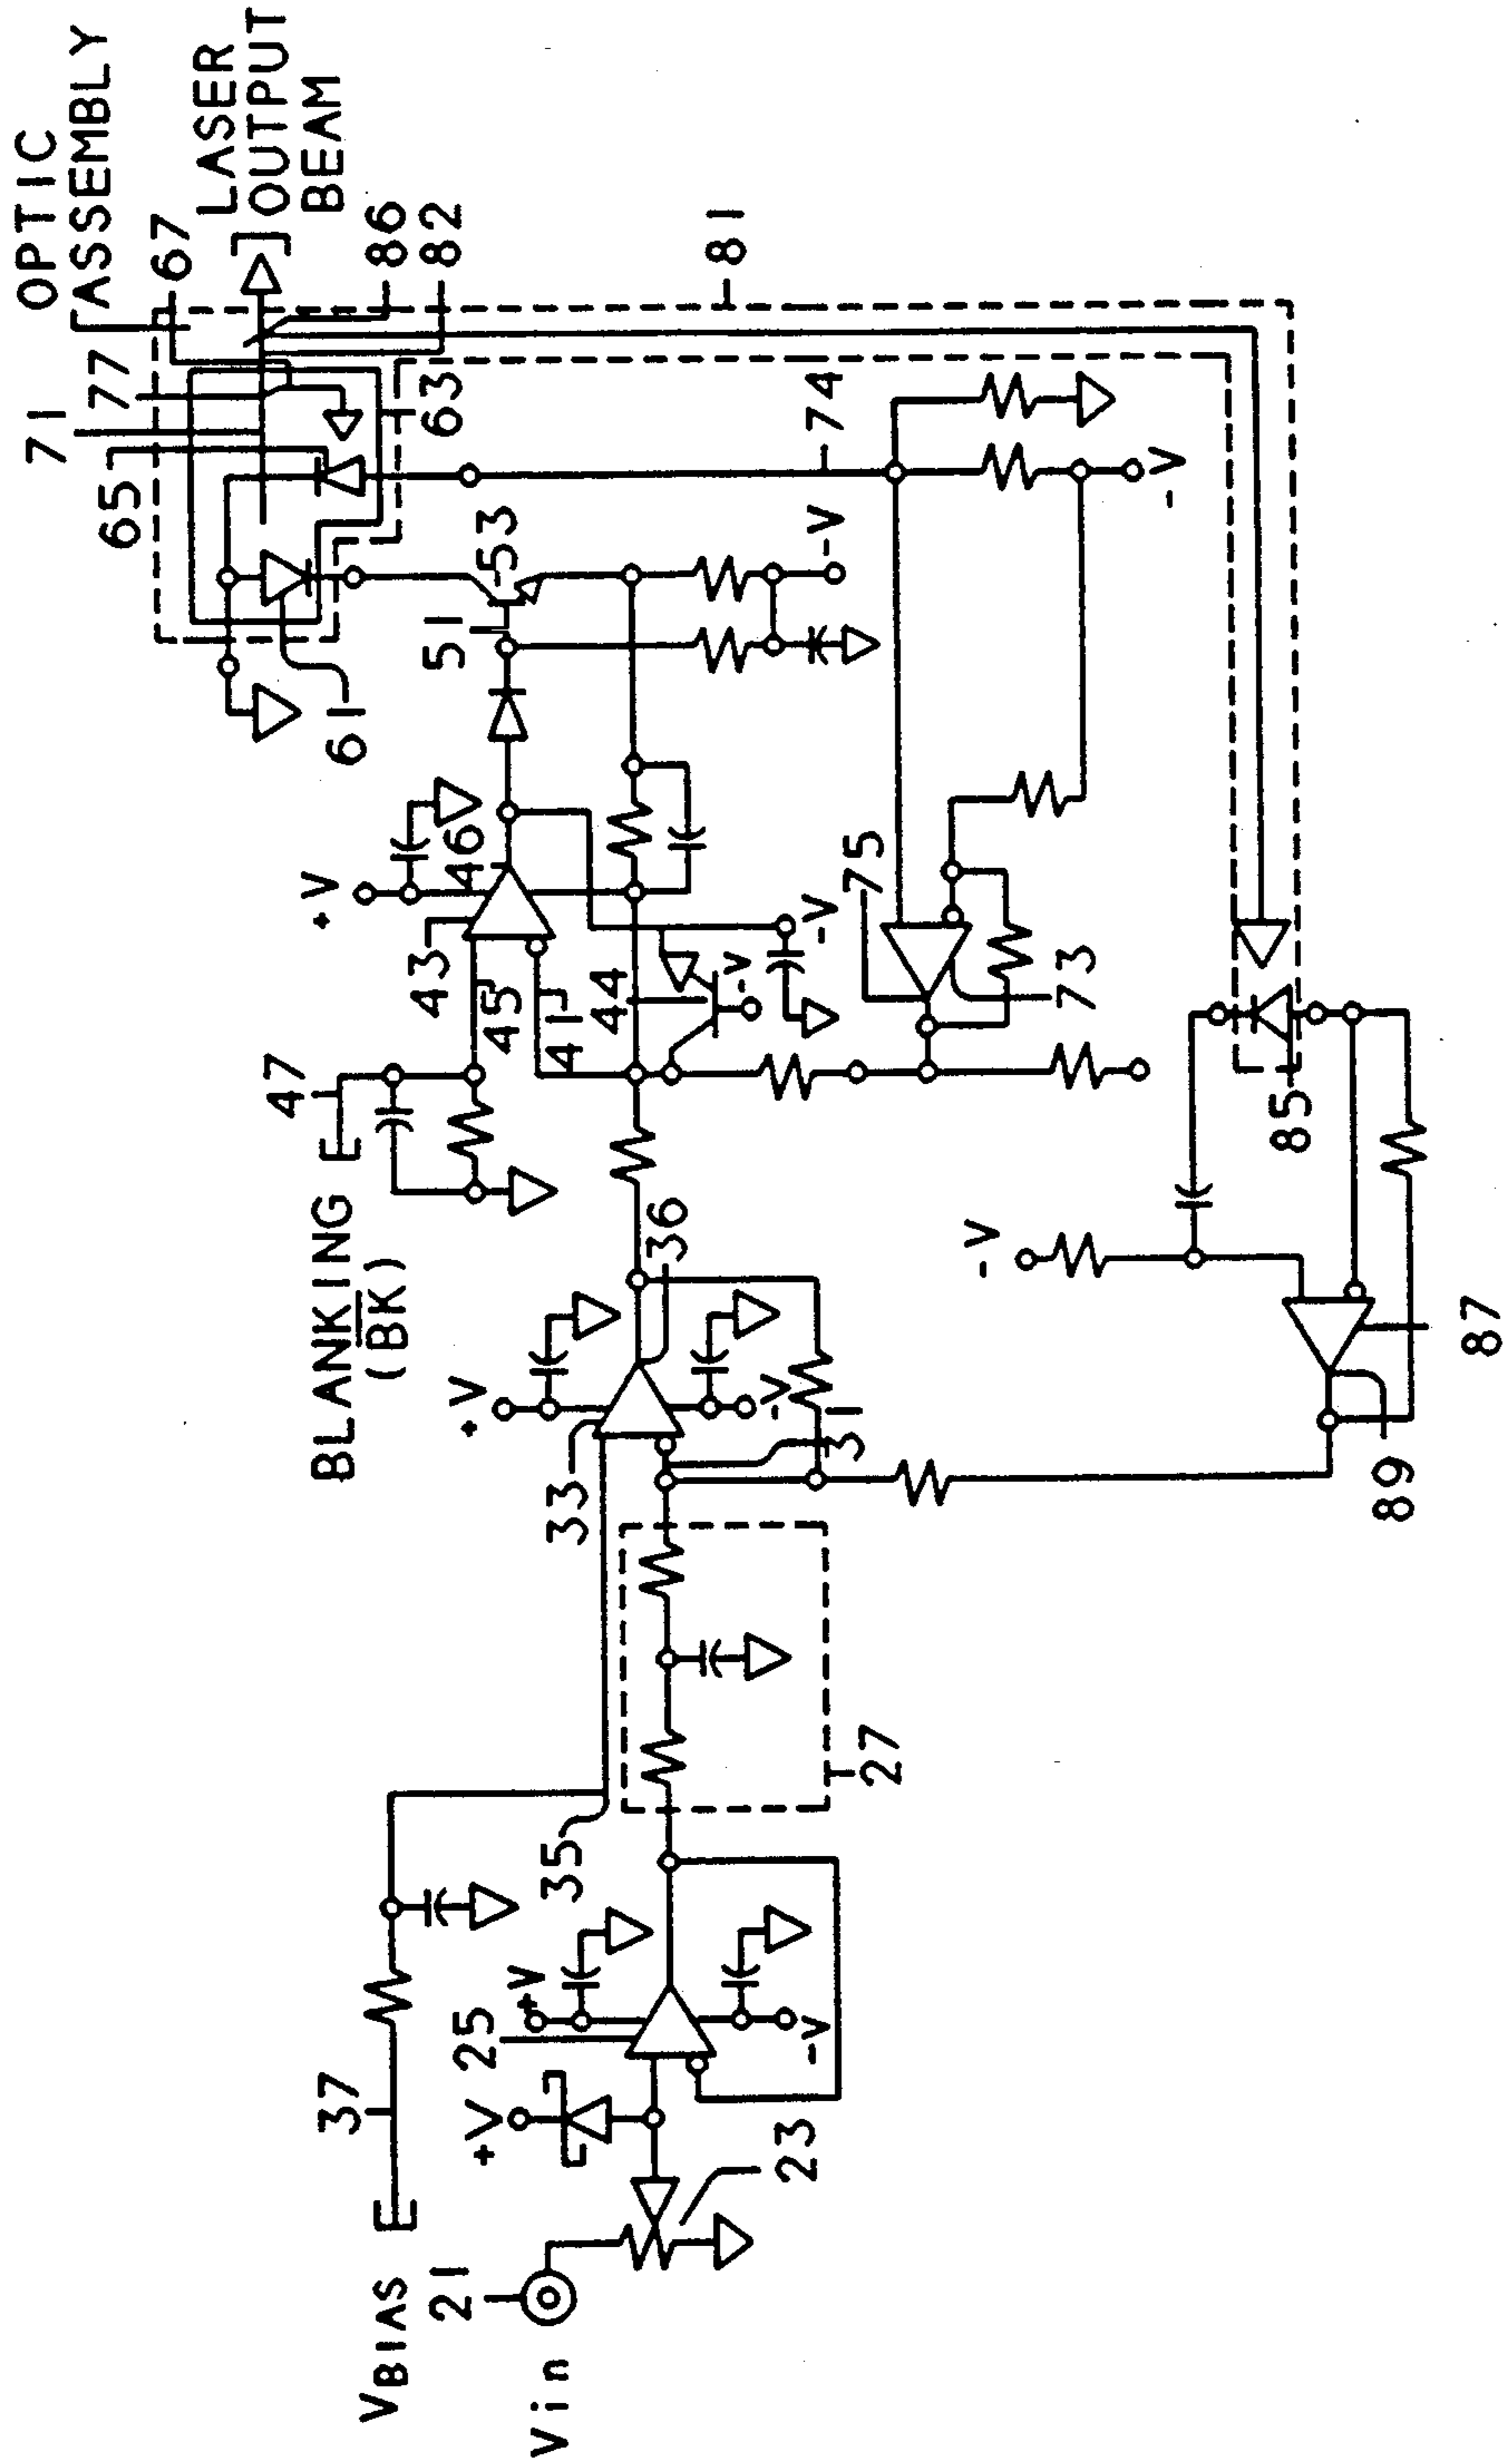 OPTIC
ASSEMBLY
LASER
OUTPUT
BEAM
71
77
67
65
86
82
63
81
74
61
51
53
-V
-V
+V
43
46
45
41
44
-V
-V
75
73
47
BLANKING
(BK)
+V
33
36
-V
31
35
27
85
-V
87
89
37
VBIAS
+V
25
+V
-V
23
21
Vin